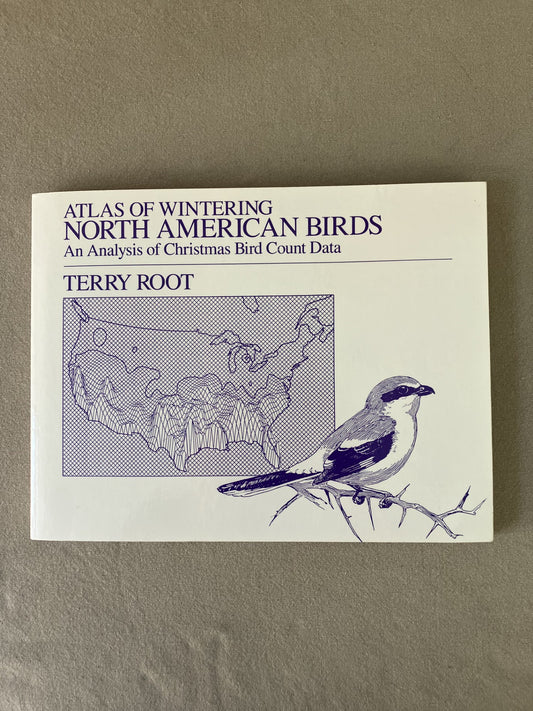 ATLAS OF WINTERING
NORTH AMERICAN BIRDS
An Analysis of Christmas Bird Count Data
TERRY ROOT